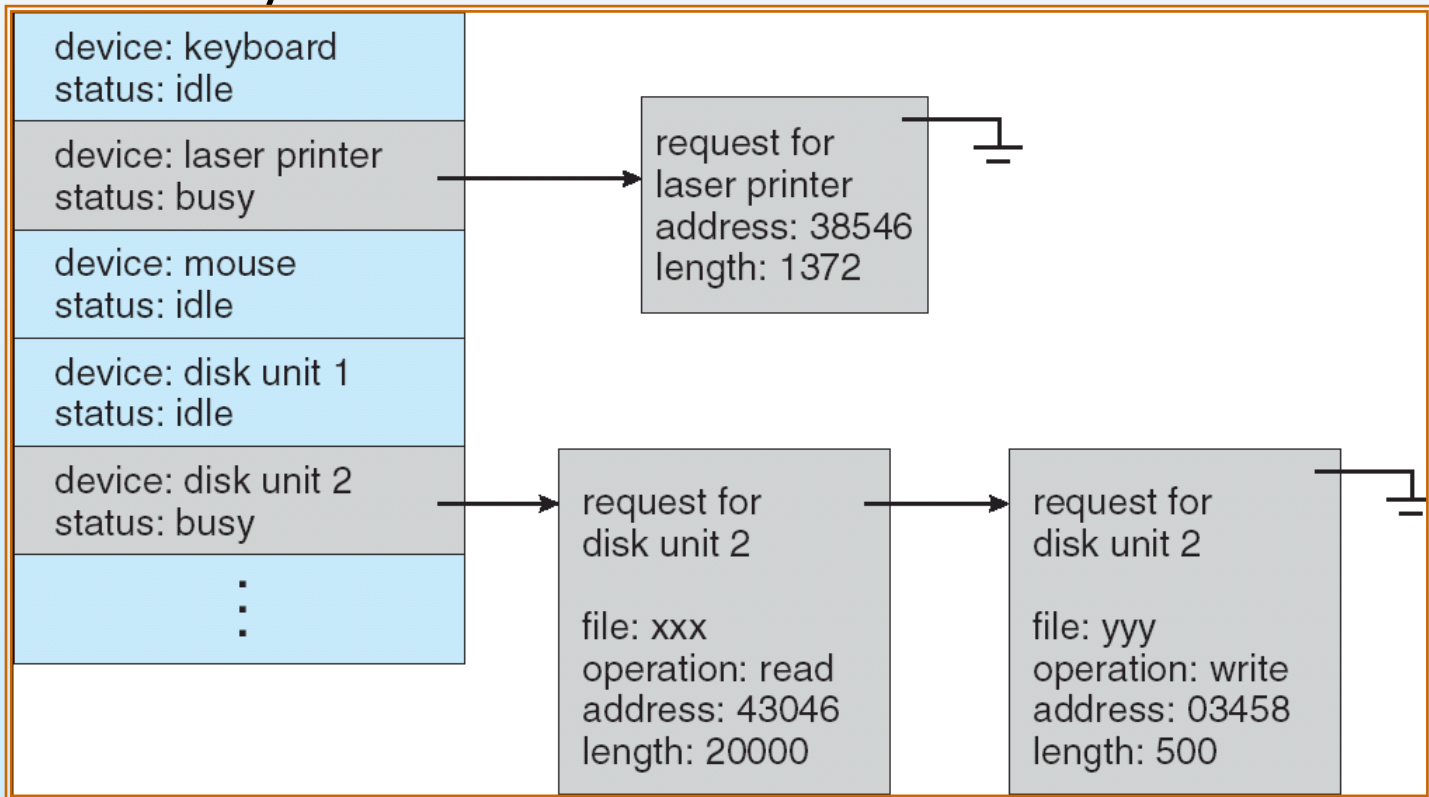 device: keyboard
status: idle
device: laser printer
status: busy
device: mouse
status: idle
device: disk unit 1
status: idle
device: disk unit 2
status: busy
request for
laser printer
address: 38546
length: 1372
request for
disk unit 2
file: xxx
operation: read
address: 43046
length: 20000
request for
disk unit 2
file: yyy
operation: write
address: 03458
length: 500